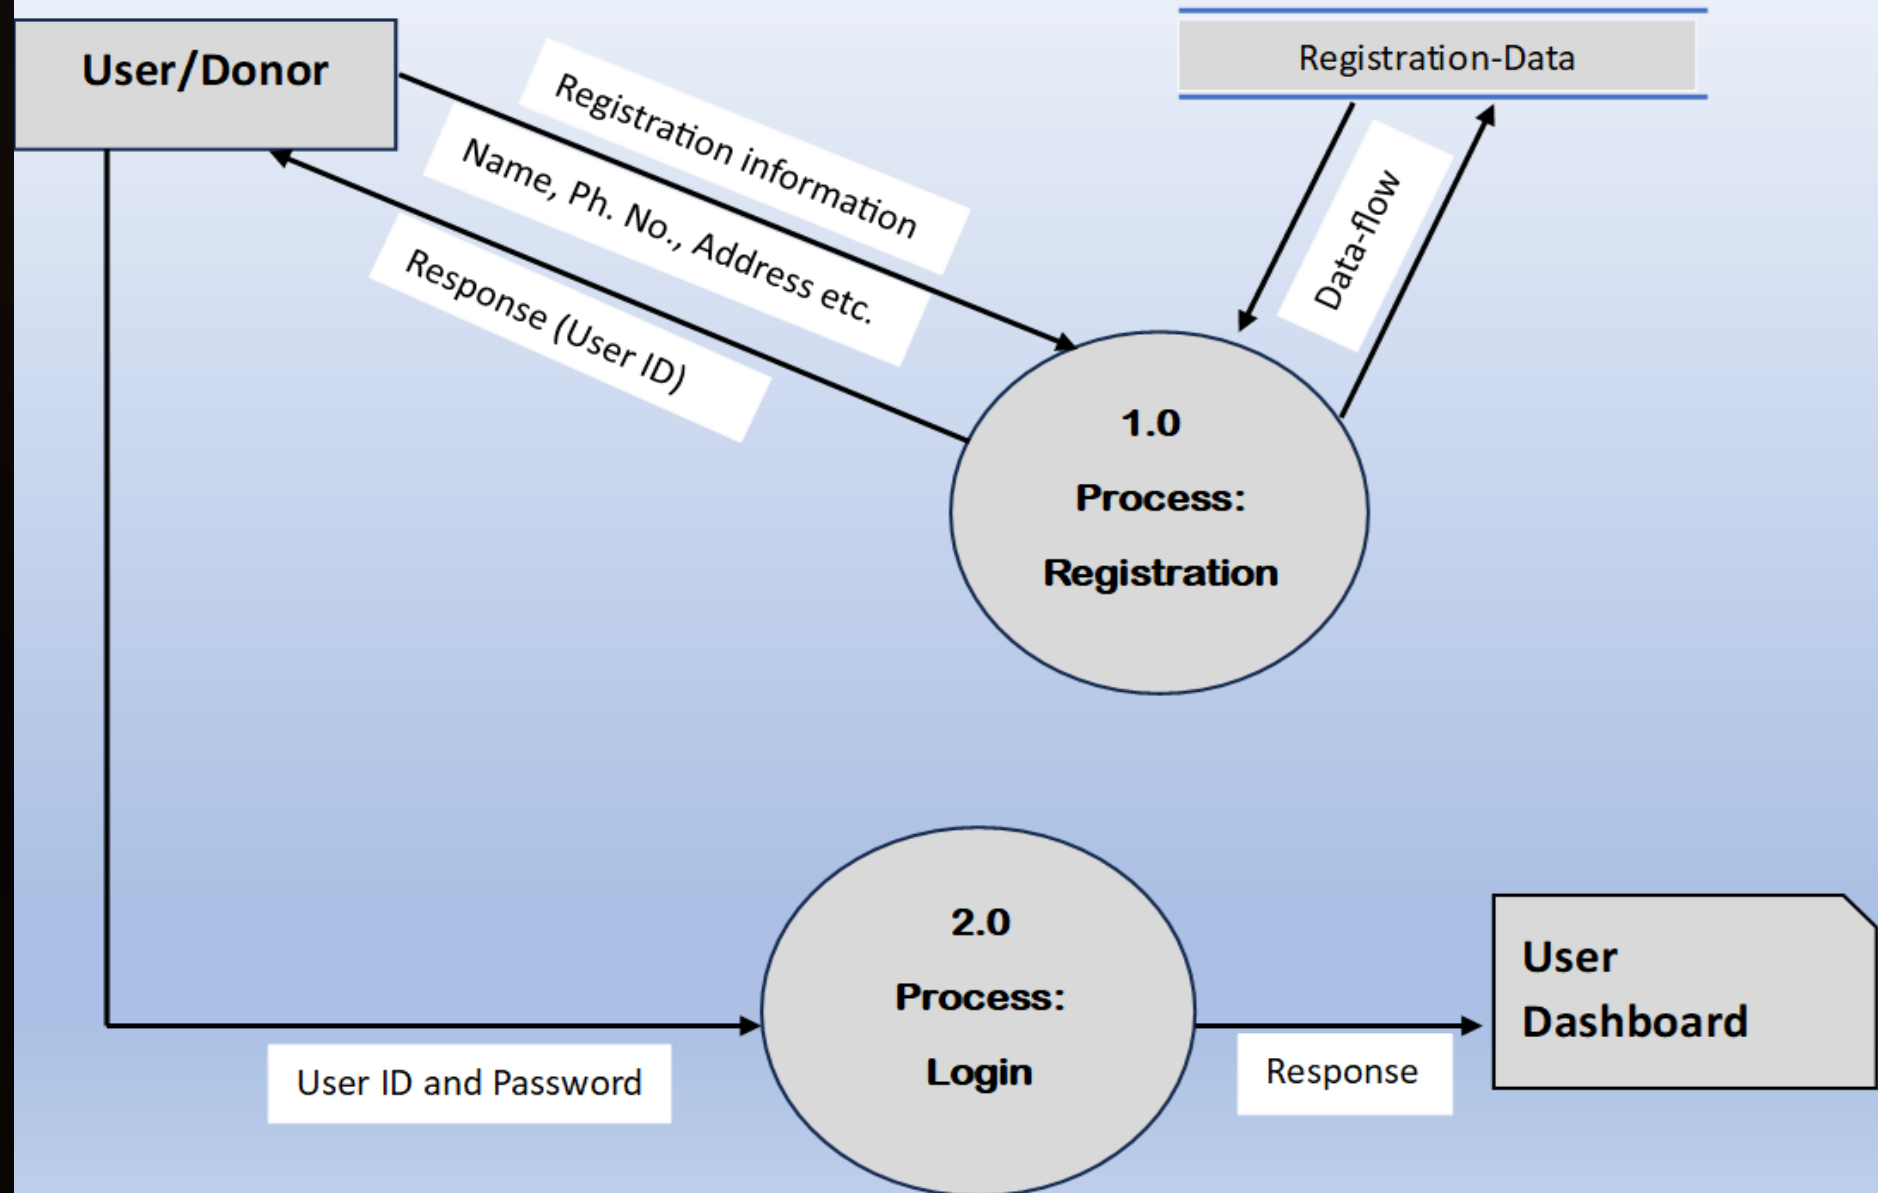 User/Donor
Registration-Data
Registration information
Name, Ph. No., Address etc.
Response (User ID)
Data-flow
1.0
Process:
Registration
2.0
Process:
Login
User ID and Password
Response
User
Dashboard